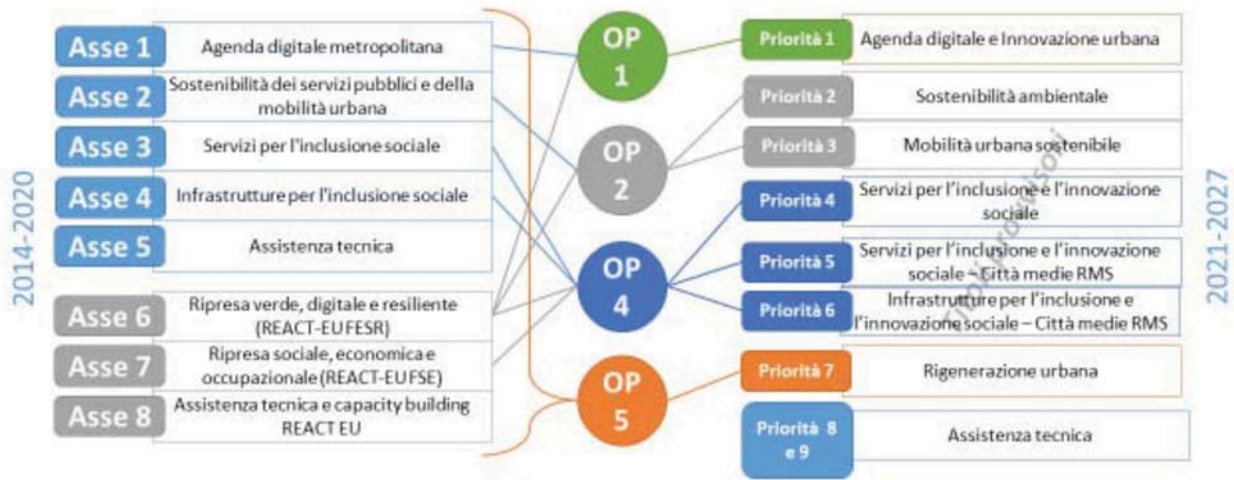 2014-2020
Asse 1
Agenda digitale metropolitana
Asse 2
Sostenibilità dei servizi pubblici e della
mobilità urbana
Asse 3
Servizi per l'inclusione sociale
Asse 4
Infrastrutture per l'inclusione sociale
Asse 5
Assistenza tecnica
Asse 6
Ripresa verde, digitale e resiliente
(REACT-EU FESR)
Asse 7
Ripresa sociale, economica e
occupazionale (REACT-EU FSE)
Asse 8
Assistenza tecnica e capacity building
REACT EU
OP
1
OP
2
OP
4
OP
5
Priorità 1
Agenda digitale e Innovazione urbana
Priorità 2
Sostenibilità ambientale
Priorità 3
Mobilità urbana sostenibile
Priorità 4
Servizi per l'inclusione e l'innovazione
sociale
Priorità 5
Servizi per l'inclusione e l'innovazione
sociale – Città medie RMS
Priorità 6
Infrastrutture per l'inclusione e
l'innovazione sociale – Città medie RMS
Priorità 7
Rigenerazione urbana
Priorità 8
e 9
Assistenza tecnica
2021-2027
provvisori